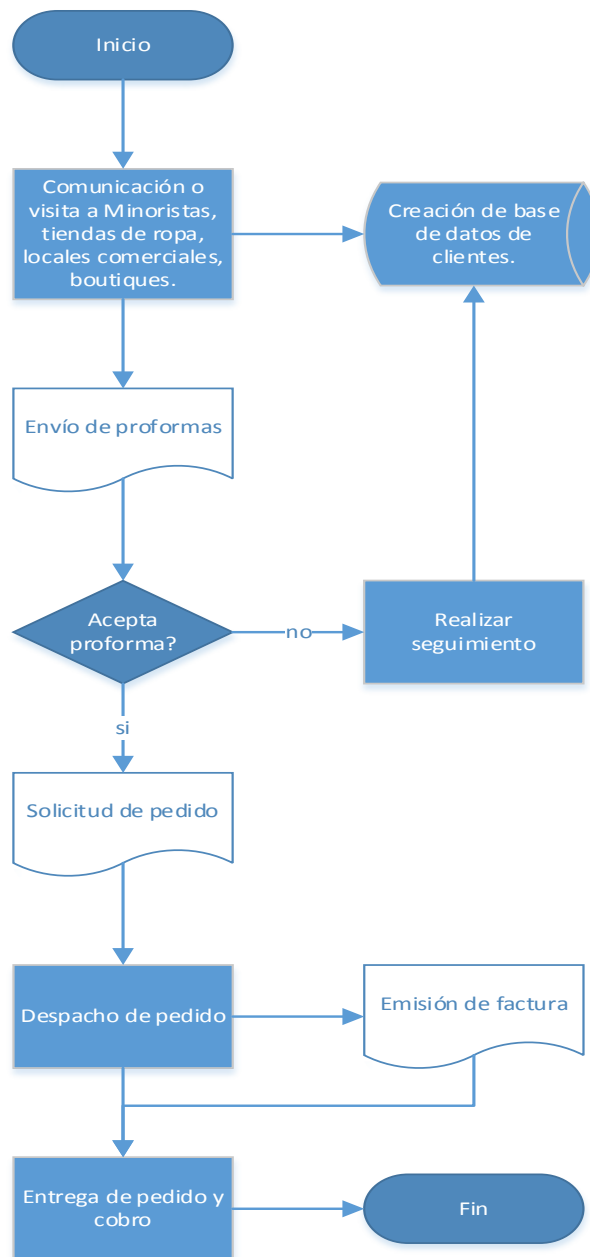 Inicio
Comunicación o
visita a Minoristas,
tiendas de ropa,
locales comerciales,
boutiques.
Creación de base
de datos de
clientes.
Envío de proformas
Acepta
proforma?
no
Realizar
seguimiento
si
Solicitud de pedido
Despacho de pedido
Emisión de factura
Entrega de pedido y
cobro
Fin